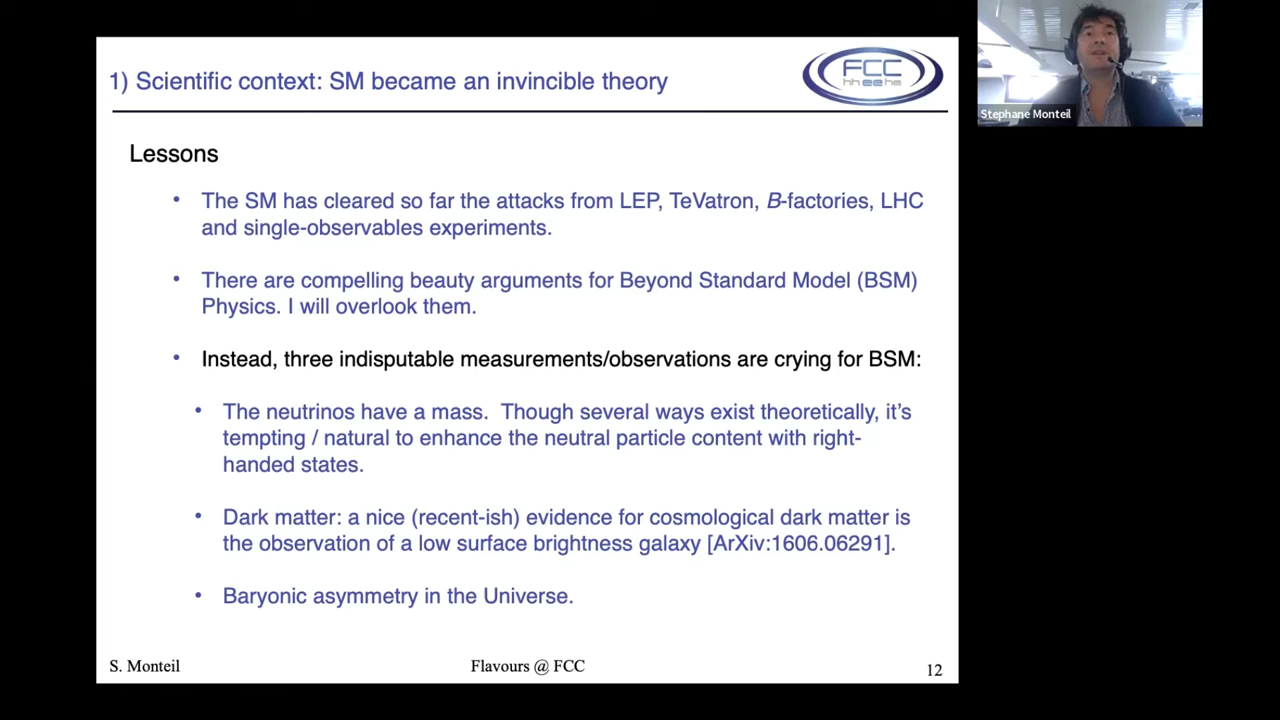 1) Scientific context: SM became an invincible theory
FCC
hh ee he
Stephane Monteil
Lessons
• The SM has cleared so far the attacks from LEP, TeVatron, B-factories, LHC
and single-observables experiments.
• There are compelling beauty arguments for Beyond Standard Model (BSM)
Physics. I will overlook them.
• Instead, three indisputable measurements/observations are crying for BSM:
• The neutrinos have a mass. Though several ways exist theoretically, it's
tempting / natural to enhance the neutral particle content with right-
handed states.
• Dark matter: a nice (recent-ish) evidence for cosmological dark matter is
the observation of a low surface brightness galaxy [ArXiv:1606.06291].
• Baryonic asymmetry in the Universe.
S. Monteil
Flavours @ FCC
12